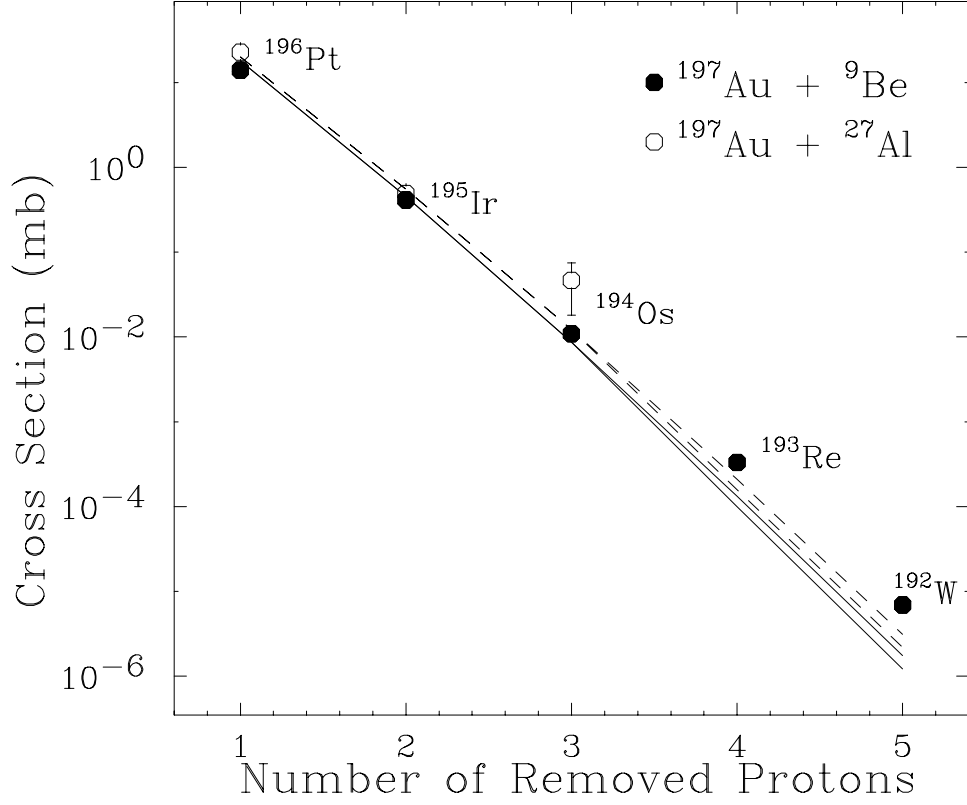 ¹⁹⁶Pt
¹⁹⁷Au + ⁹Be
¹⁹⁷Au + ²⁷Al
10⁰
¹⁹⁵Ir
¹⁹⁴Os
10⁻²
¹⁹³Re
10⁻⁴
¹⁹²W
10⁻⁶
Cross Section (mb)
1 2 3 4 5
Number of Removed Protons